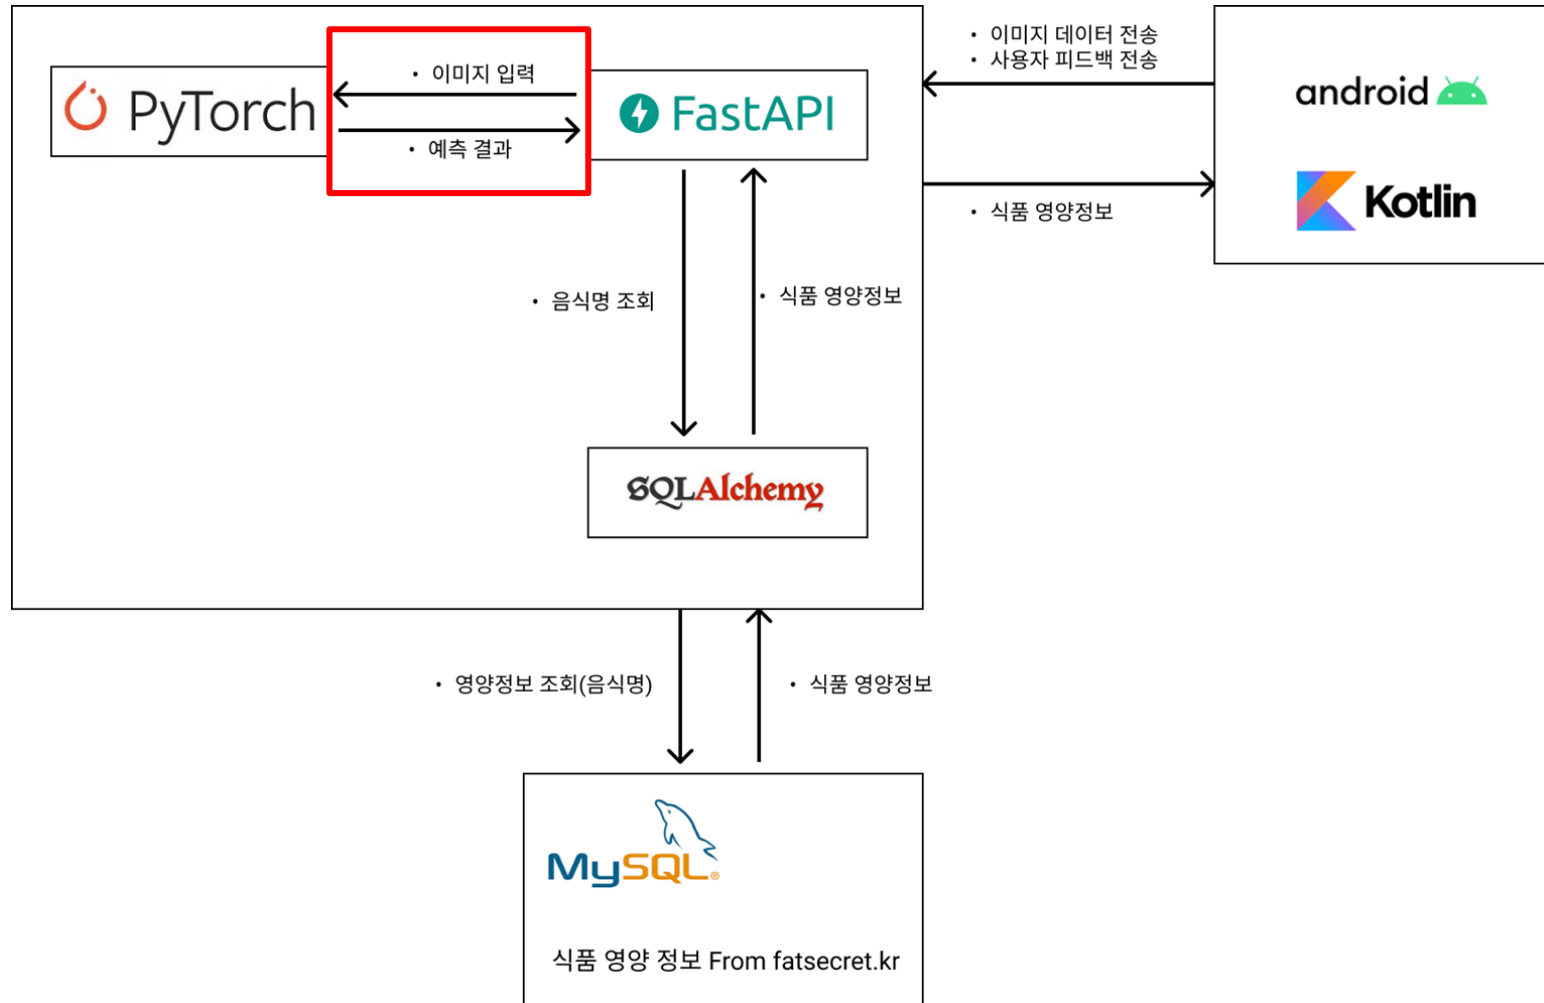 • 이미지 입력
PyTorch
FastAPI
• 예측 결과
• 이미지 데이터 전송
• 사용자 피드백 전송
android
Kotlin
• 식품 영양정보
• 음식명 조회
• 식품 영양정보
SQLAlchemy
• 영양정보 조회(음식명)
• 식품 영양정보
MySQL®
식품 영양 정보 From fatsecret.kr